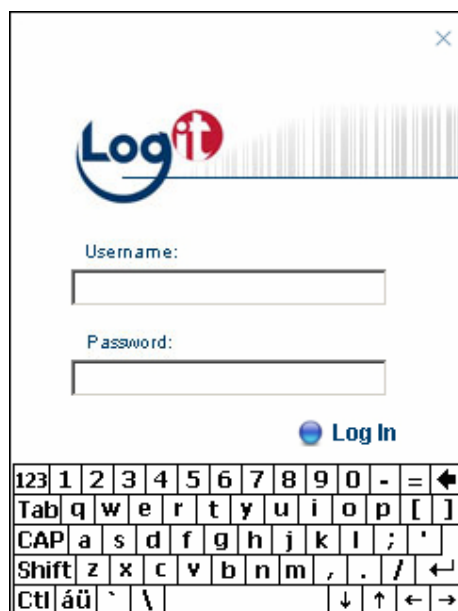 Logit
Username:
Password:
Log In
123 1 2 3 4 5 6 7 8 9 0 - = 🡸
Tab q w e r t y u i o p [ ]
CAP a s d f g h j k l ; '
Shift z x c v b n m , . / ↵
Ctl áü ` \ ↓ ↑ ← →